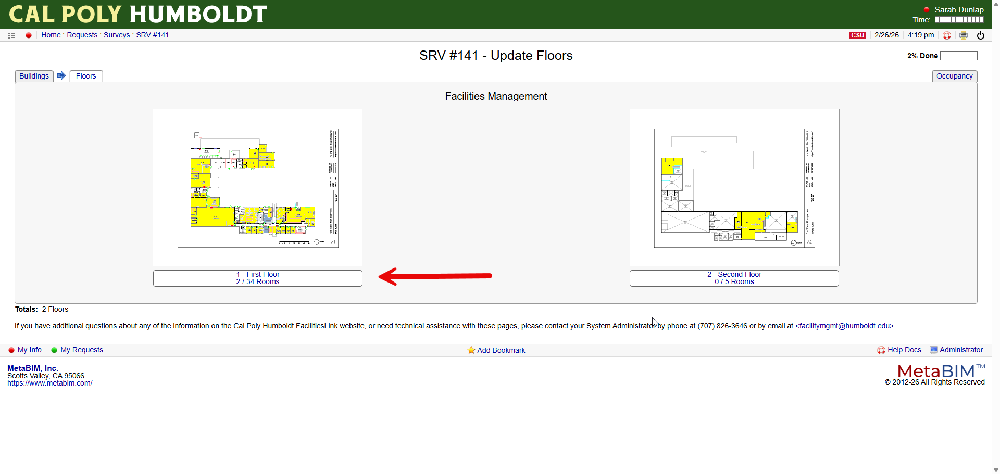 CAL POLY HUMBOLDT
Sarah Dunlap
Time:
Home : Requests : Surveys : SRV #141
CSU 2/26/26 4:19 pm
SRV #141 - Update Floors
2% Done
Buildings Floors Occupancy
Facilities Management
ROOF
ROOF
A1
A2
1 - First Floor
2 / 34 Rooms
2 - Second Floor
0 / 5 Rooms
Totals: 2 Floors
If you have additional questions about any of the information on the Cal Poly Humboldt FacilitiesLink website, or need technical assistance with these pages, please contact your System Administrator by phone at (707) 826-3646 or by email at <facilitymgmt@humboldt.edu>.
My Info My Requests Add Bookmark Help Docs Administrator
MetaBIM, Inc.
Scotts Valley, CA 95066
https://www.metabim.com/
MetaBIM™
© 2012-26 All Rights Reserved